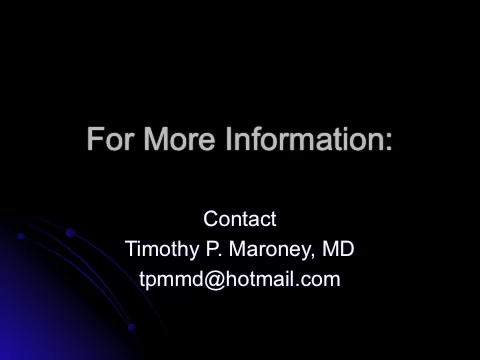 For More Information:
Contact
Timothy P. Maroney, MD
tpmmd@hotmail.com